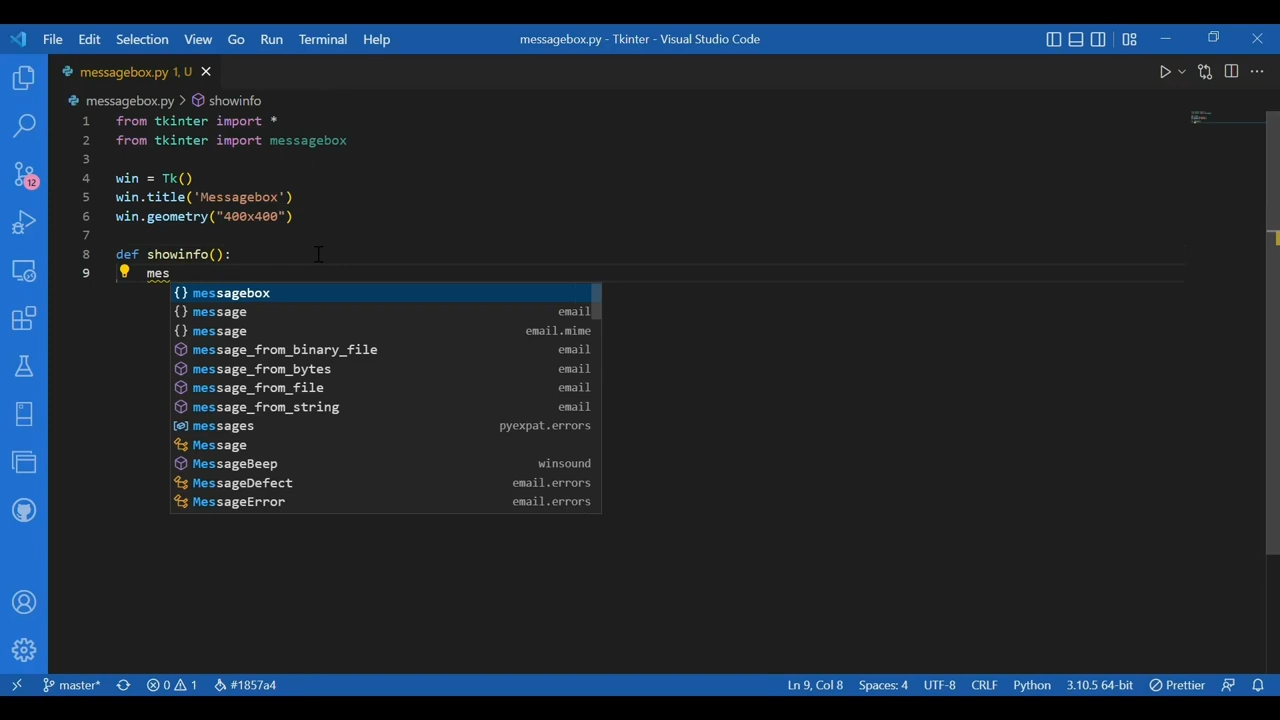 File Edit Selection View Go Run Terminal Help messagebox.py - Tkinter - Visual Studio Code
messagebox.py 1, U
messagebox.py > showinfo
1 from tkinter import *
2 from tkinter import messagebox
3
4 win = Tk()
5 win.title('Messagebox')
6 win.geometry("400x400")
7
8 def showinfo():
9 mes
{} messagebox
{} message email
{} message email.mime
message_from_binary_file email
message_from_bytes email
message_from_file email
message_from_string email
messages pyexpat.errors
Message
MessageBeep winsound
MessageDefect email.errors
MessageError email.errors
12
master* 0 1 #1857a4 Ln 9, Col 8 Spaces: 4 UTF-8 CRLF Python 3.10.5 64-bit Prettier